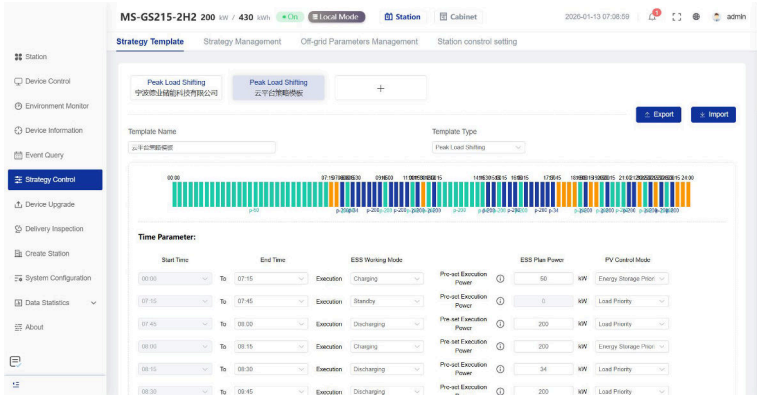 MS-GS215-2H2 200 kW / 430 kWh On Local Mode Station Cabinet 2026-01-13 07:08:59 1 admin
Strategy Template Strategy Management Off-grid Parameters Management Station constrol setting
Station
Device Control
Environment Monitor
Device Information
Event Query
Strategy Control
Device Upgrade
Delivery Inspection
Create Station
System Configuration
Data Statistics
About
Peak Load Shifting
宁波德业储能科技有限公司
Peak Load Shifting
云平台策略模板
+
Export Import
Template Name Template Type
云平台策略模板 Peak Load Shifting
00:00 24:00
p-50
Time Parameter:
Start Time End Time ESS Working Mode ESS Plan Power PV Control Mode
00:00 To 07:15 Execution Charging Pre-set Execution Power 50 kW Energy Storage Prior
07:15 To 07:45 Execution Standby Pre-set Execution Power 0 kW Load Priority
07:45 To 08:00 Execution Discharging Pre-set Execution Power 200 kW Load Priority
08:00 To 08:15 Execution Charging Pre-set Execution Power 200 kW Energy Storage Prior
08:15 To 08:30 Execution Discharging Pre-set Execution Power 34 kW Load Priority
08:30 To 08:45 Execution Discharging Pre-set Execution 200 kW Load Priority